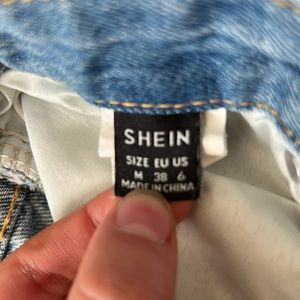 SHEIN
SIZE EU US
M 38 6
MADE IN CHINA